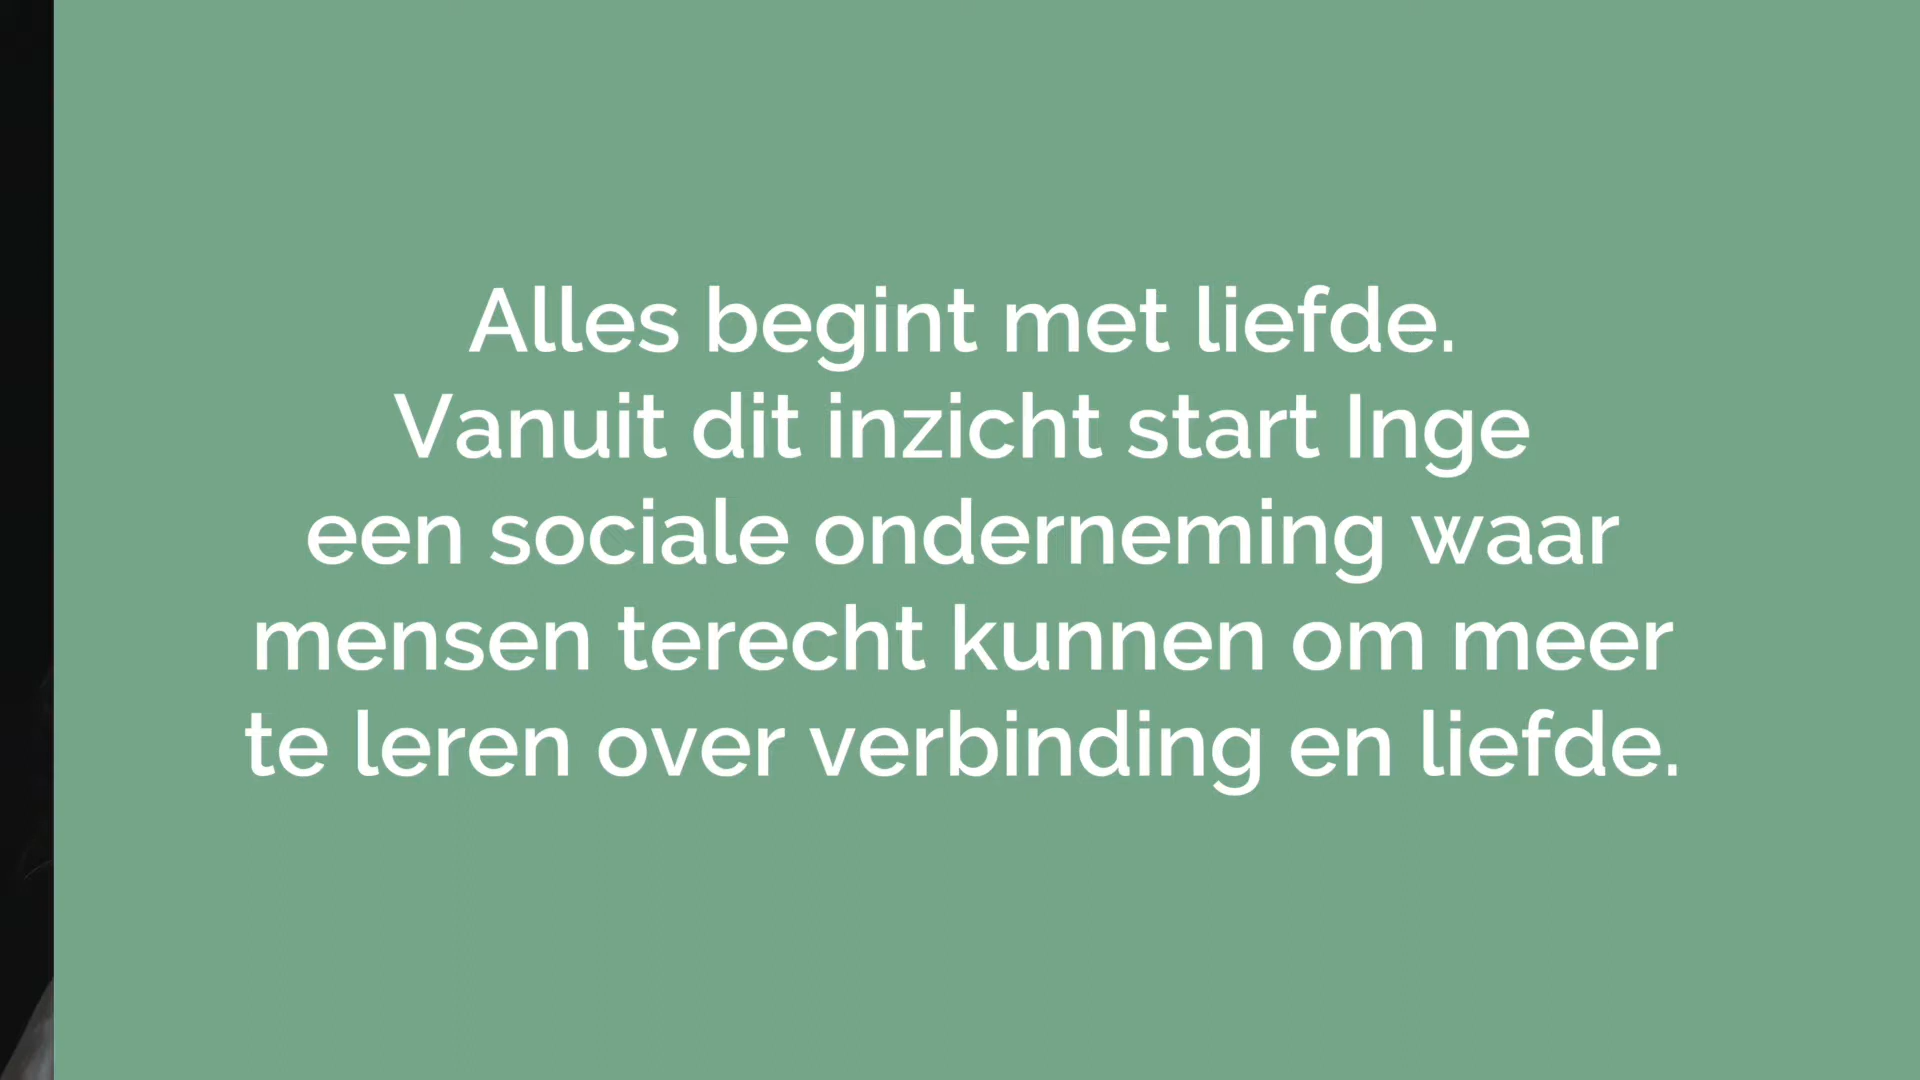 Alles begint met liefde.
Vanuit dit inzicht start Inge
een sociale onderneming waar
mensen terecht kunnen om meer
te leren over verbinding en liefde.